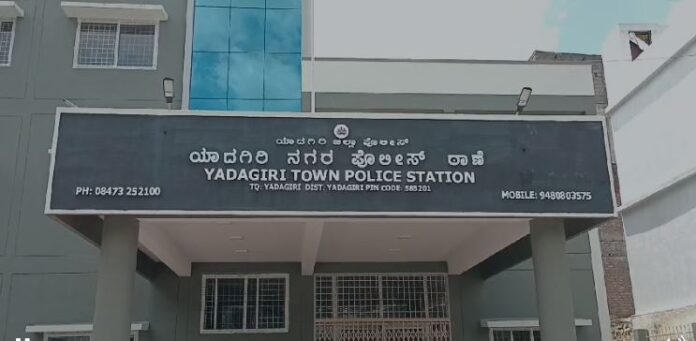 ಯಾದಗಿರಿ ಜಿಲ್ಲಾ ಪೊಲೀಸ್
ಯಾದಗಿರಿ ನಗರ ಪೊಲೀಸ್ ಠಾಣೆ
YADAGIRI TOWN POLICE STATION
TQ: YADAGIRI DIST: YADAGIRI PIN CODE: 585201
PH: 08473 252100
MOBILE: 9480803575